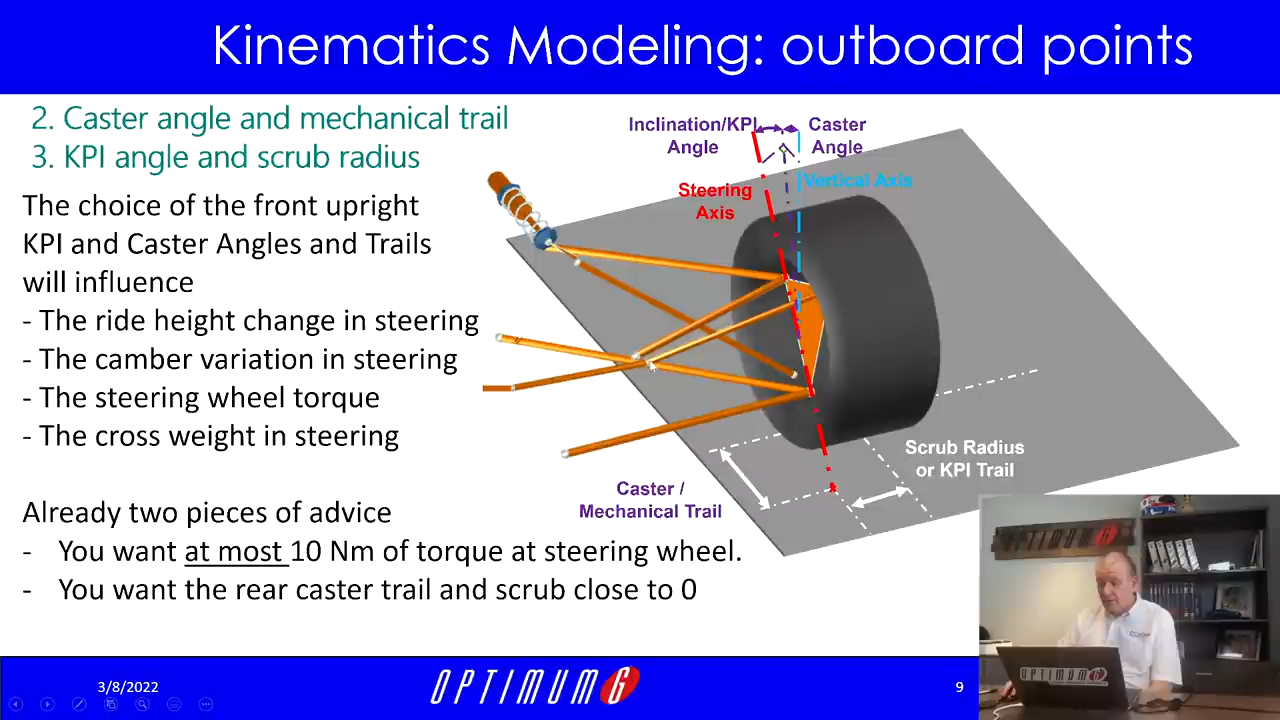 Kinematics Modeling: outboard points
2. Caster angle and mechanical trail
3. KPI angle and scrub radius
The choice of the front upright
KPI and Caster Angles and Trails
will influence
- The ride height change in steering
- The camber variation in steering
- The steering wheel torque
- The cross weight in steering
Already two pieces of advice
- You want at most 10 Nm of torque at steering wheel.
- You want the rear caster trail and scrub close to 0
Inclination/KPI
Angle
Caster
Angle
Steering
Axis
Vertical Axis
Scrub Radius
or KPI Trail
Caster /
Mechanical Trail
OPTIMUM G
OPTIMUM
OPTIMUM G
3/8/2022
OPTIMUM G
9